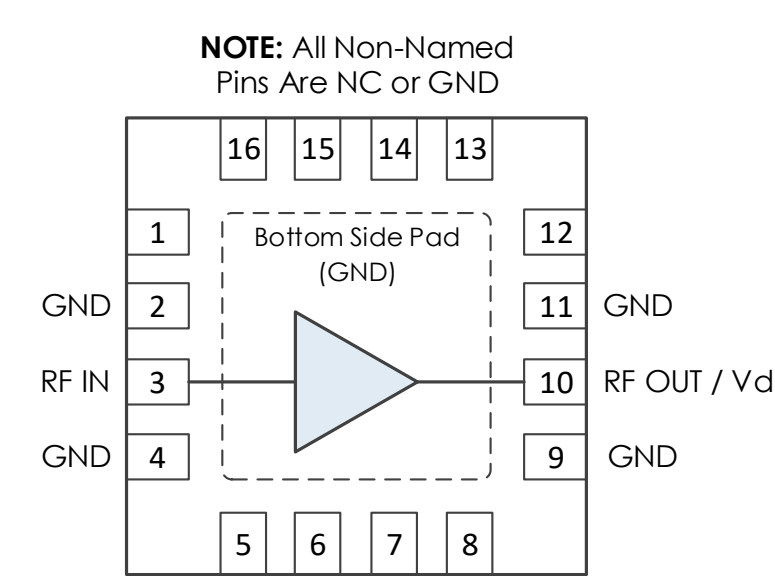 NOTE: All Non-Named
Pins Are NC or GND
16 15 14 13
1 Bottom Side Pad 12
(GND)
GND 2 11 GND
RF IN 3 10 RF OUT / Vd
GND 4 9 GND
5 6 7 8